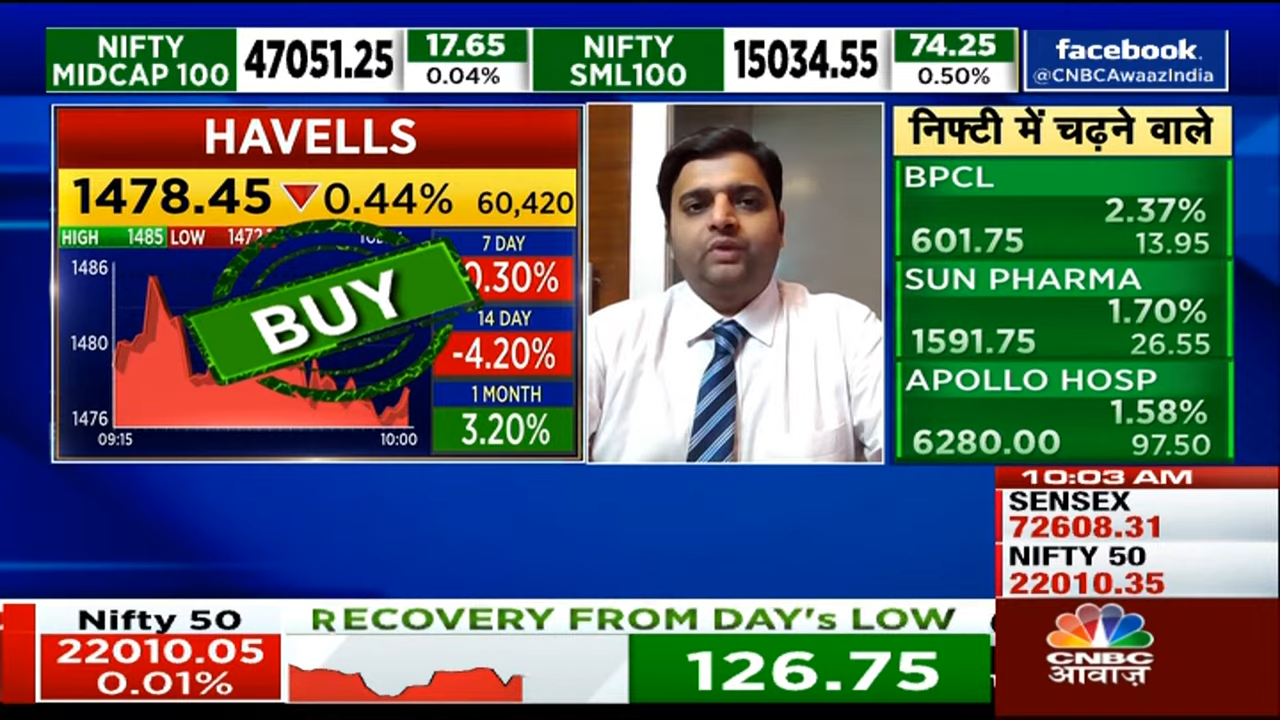 NIFTY
MIDCAP 100
47051.25
17.65
0.04%
NIFTY
SML100
15034.55
74.25
0.50%
facebook.
@CNBCAwaazIndia
HAVELLS
1478.45 ▼ 0.44% 60,420
HIGH 1485 LOW
1486
1480
1476
09:15
10:00
BUY
7 DAY
0.30%
14 DAY
-4.20%
1 MONTH
3.20%
निफ्टी में चढ़ने वाले
BPCL
2.37%
601.75 13.95
SUN PHARMA
1.70%
1591.75 26.55
APOLLO HOSP
1.58%
6280.00 97.50
10:03 AM
SENSEX
72608.31
NIFTY 50
22010.35
Nifty 50
22010.05
0.01%
RECOVERY FROM DAY's LOW
126.75
CNBC
आवाज़